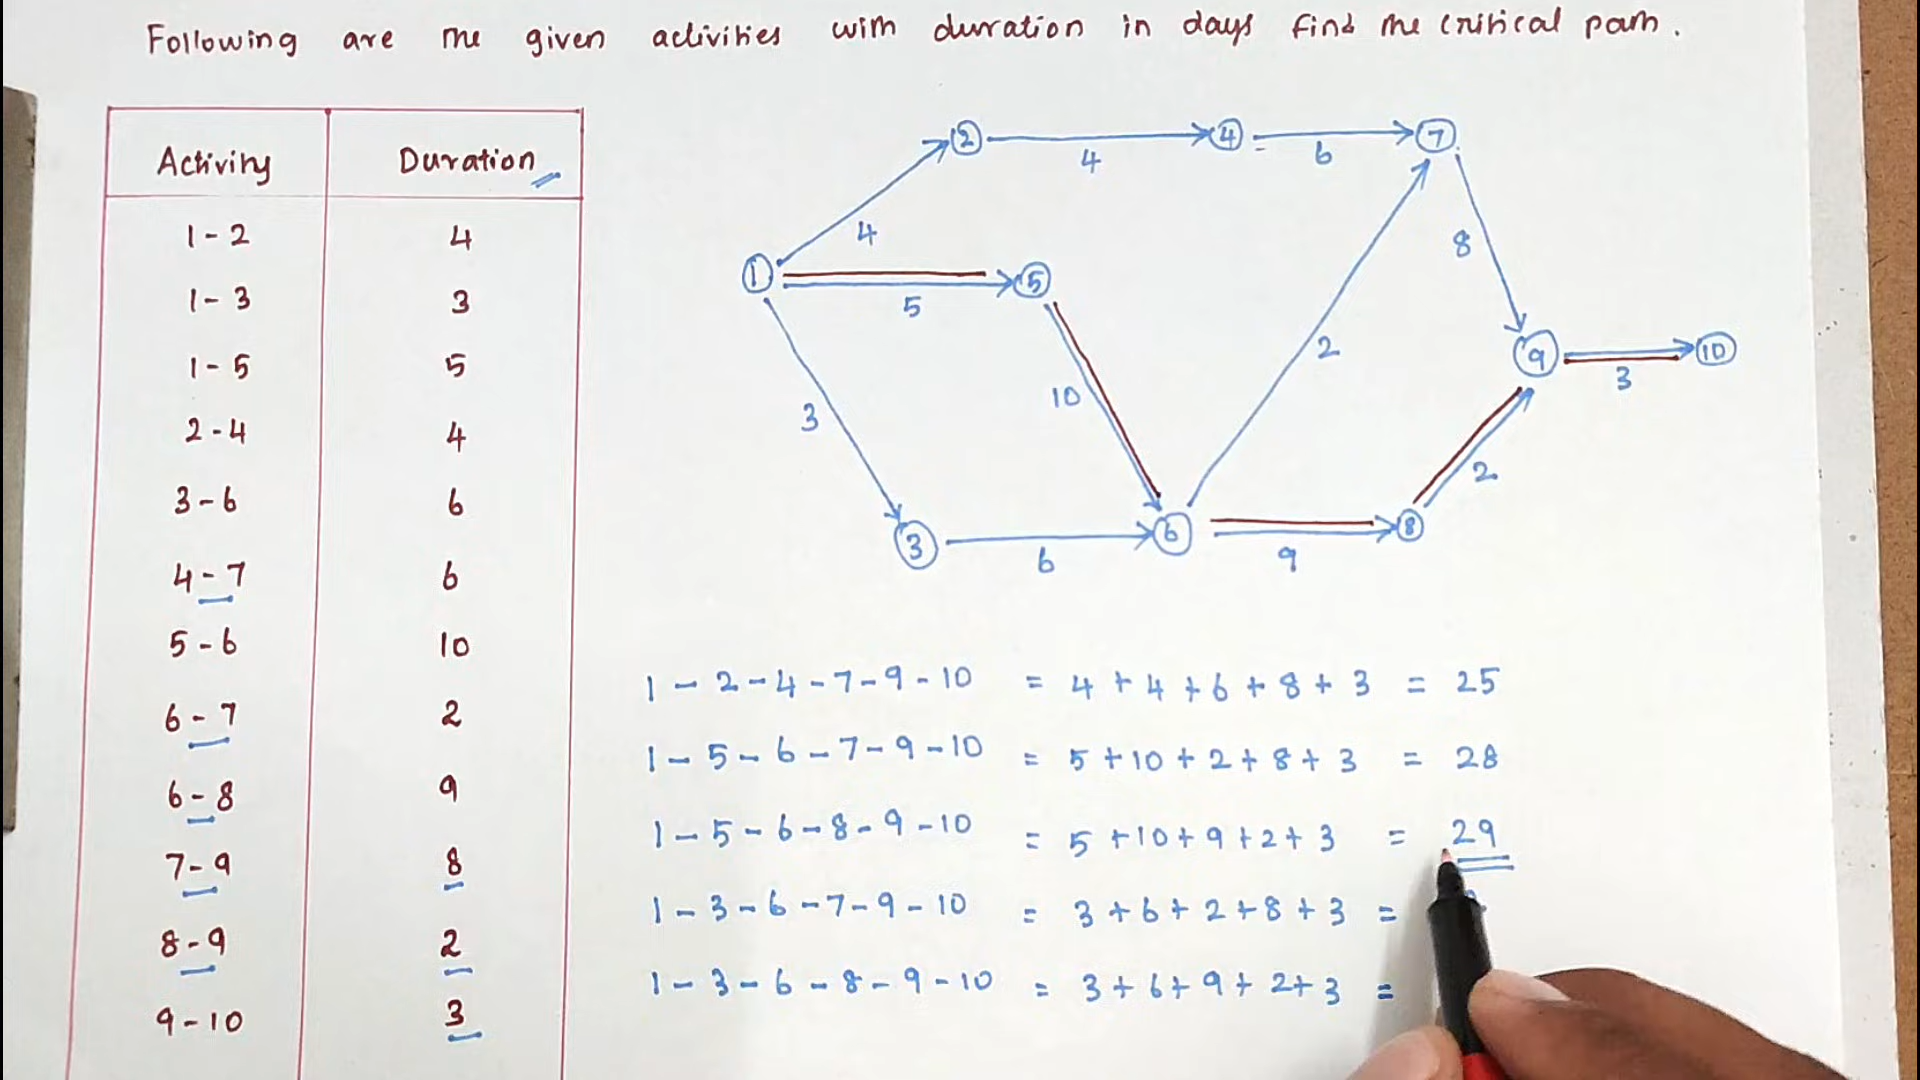 Following are the given activities with duration in days find the critical path.
Activity Duration
1-2 4
1-3 3
1-5 5
2-4 4
3-6 6
4-7 6
5-6 10
6-7 2
6-8 9
7-9 8
8-9 2
9-10 3
2 4 4 6 7
4 8
1 5 5
2 9 3 10
3 10
2
3 6 6 9 8
1-2-4-7-9-10 = 4+4+6+8+3 = 25
1-5-6-7-9-10 = 5+10+2+8+3 = 28
1-5-6-8-9-10 = 5+10+9+2+3 = 29
1-3-6-7-9-10 = 3+6+2+8+3 =
1-3-6-8-9-10 = 3+6+9+2+3 =